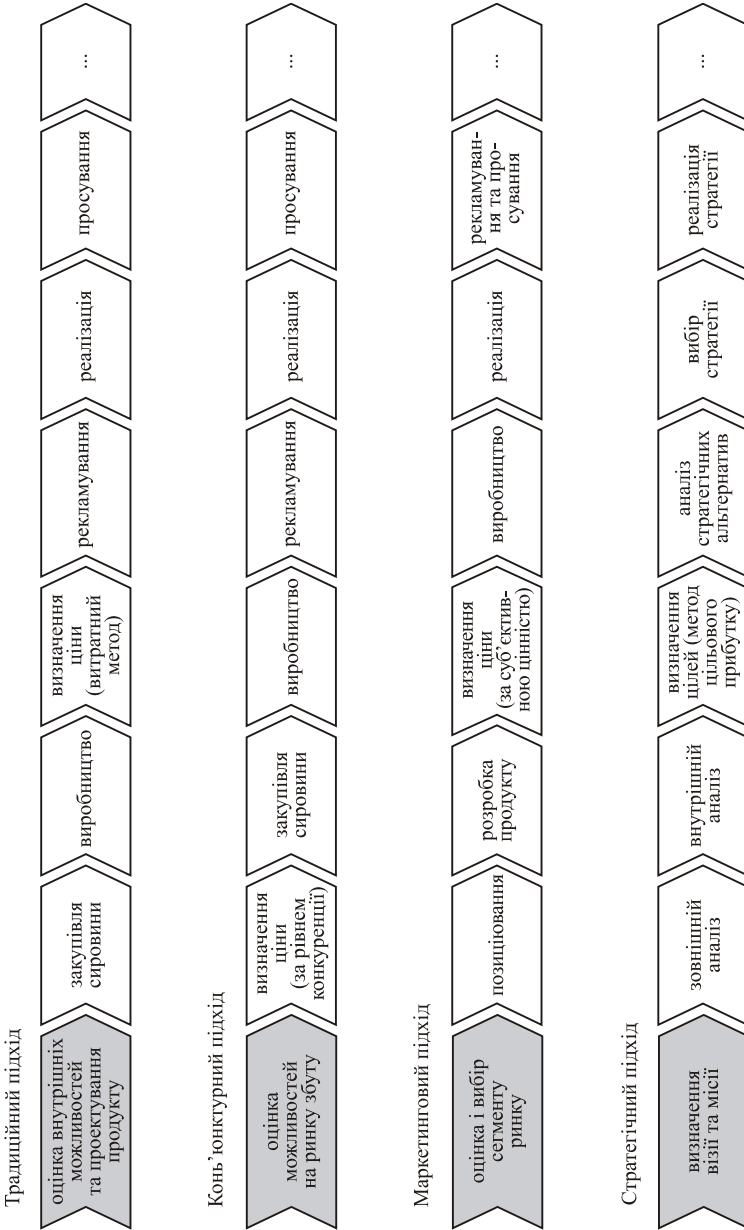 Традиційний підхід
оцінка внутрішніх
можливостей
та проектування
продукту
закупівля
сировини
виробництво
визначення
ціни
(витратний
метод)
рекламування
реалізація
просування
...
Конь’юнктурний підхід
оцінка
можливостей
на ринку збуту
визначення
ціни
(за рівнем
конкуренції)
закупівля
сировини
виробництво
рекламування
реалізація
просування
...
Маркетинговий підхід
оцінка і вибір
сегменту
ринку
позиціювання
розробка
продукту
визначення
ціни
(за суб’єктив-
ною цінністю)
виробництво
реалізація
рекламуван-
ня та про-
сування
...
Стратегічний підхід
визначення
візії та місії
зовнішній
аналіз
внутрішній
аналіз
визначення
цілей (метод
цільового
прибутку)
аналіз
стратегічних
альтернатив
вибір
стратегії
реалізація
стратегії
...